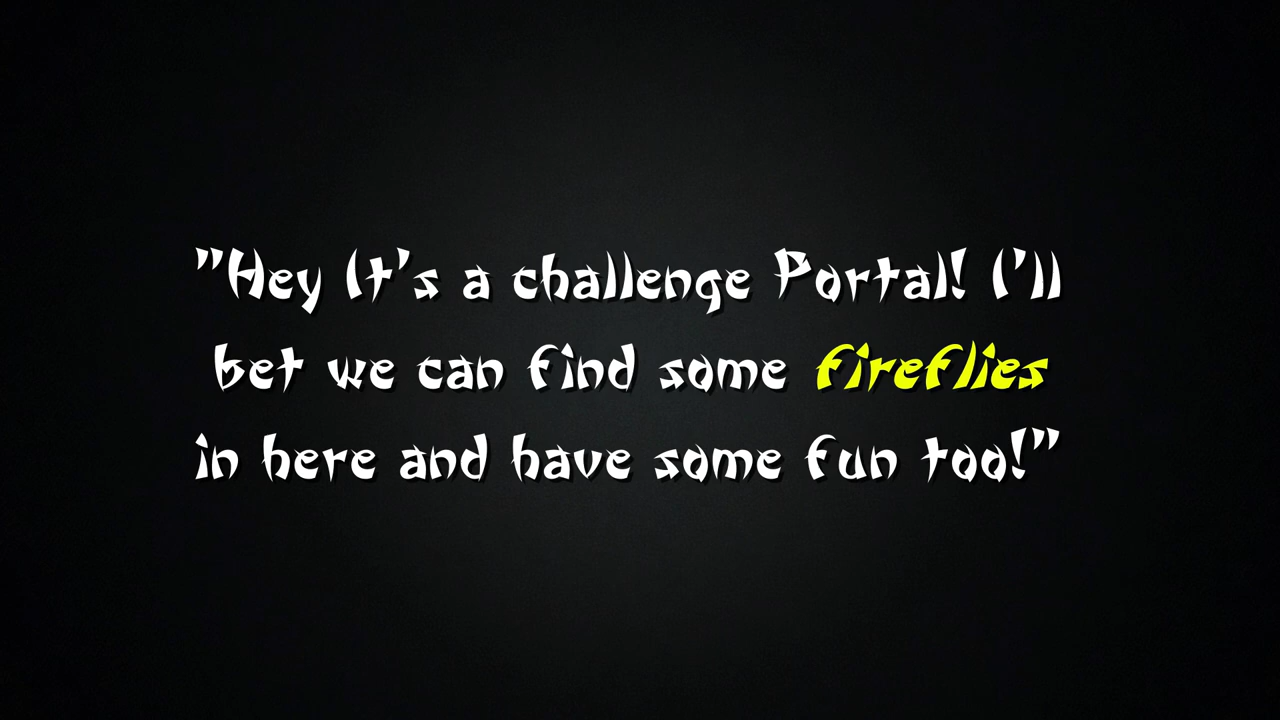 "Hey It's a challenge Portal! I'll
bet we can find some fireflies
in here and have some fun too!"